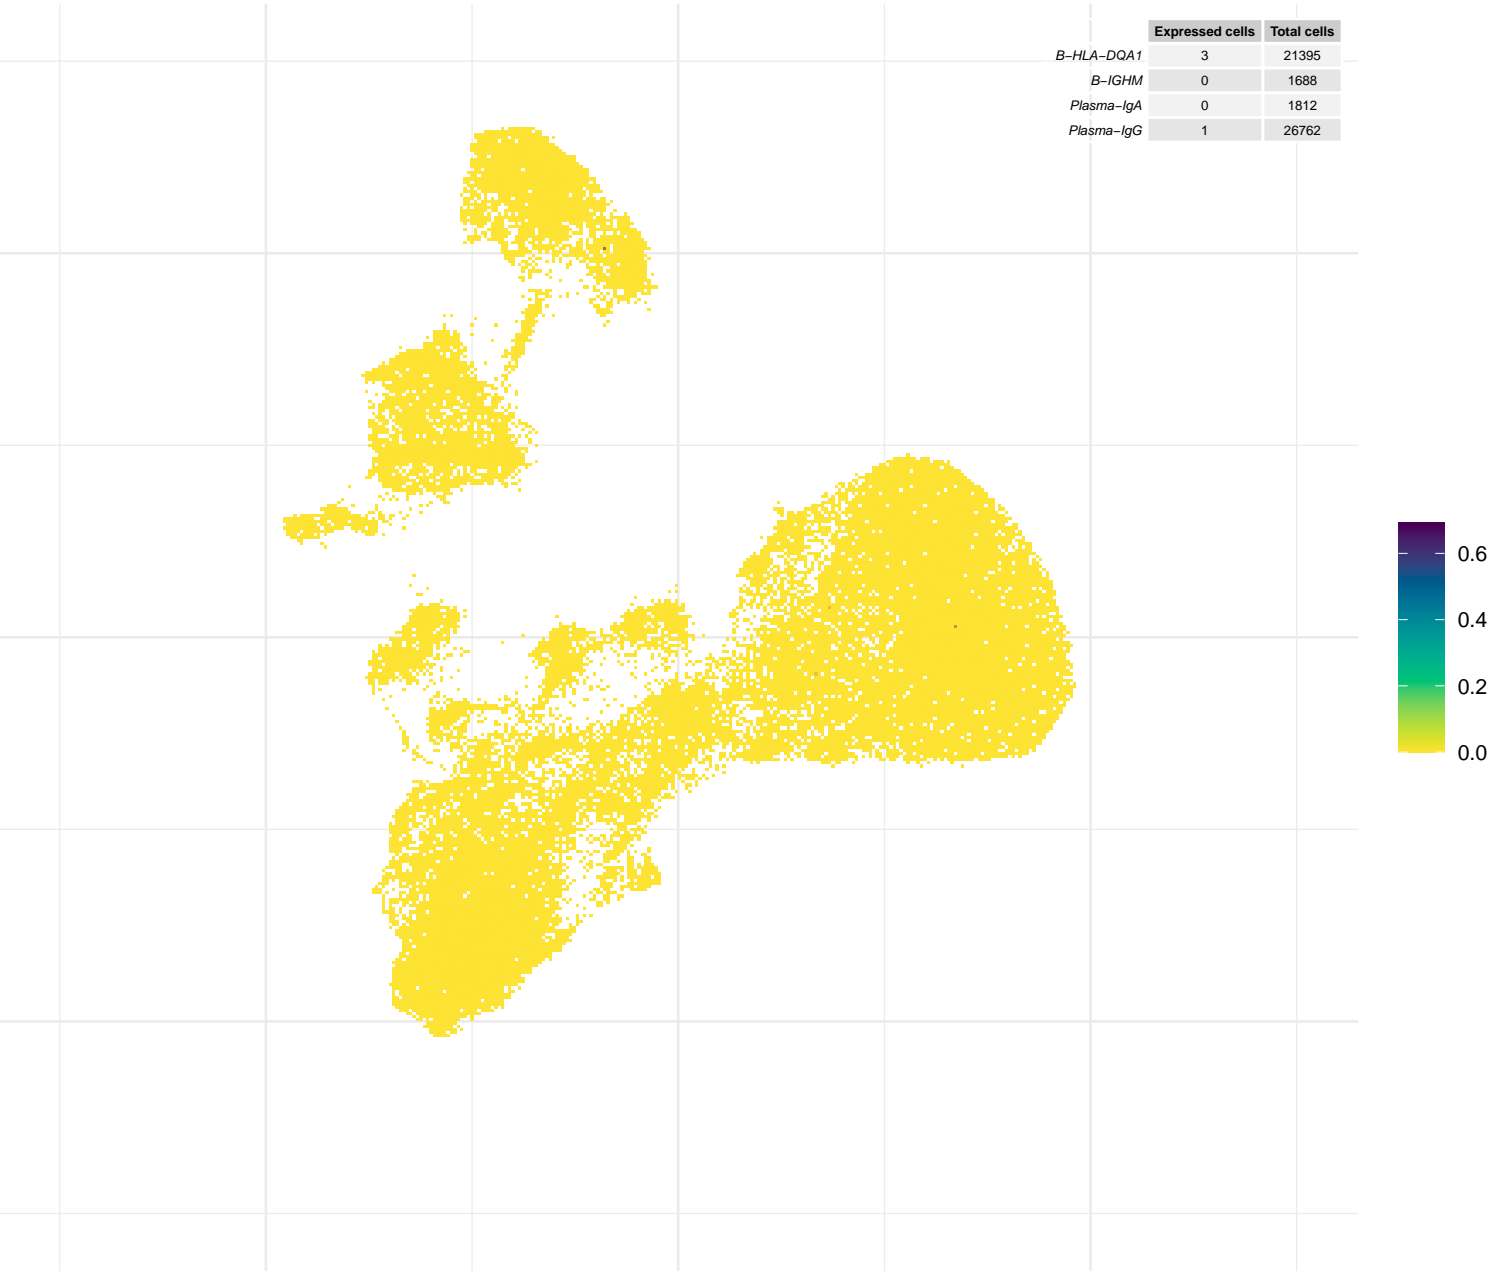 Expressed cells Total cells
B−HLA−DQA1 3 21395
B−IGHM 0 1688
Plasma−IgA 0 1812
Plasma−IgG 1 26762
0.6
0.4
0.2
0.0